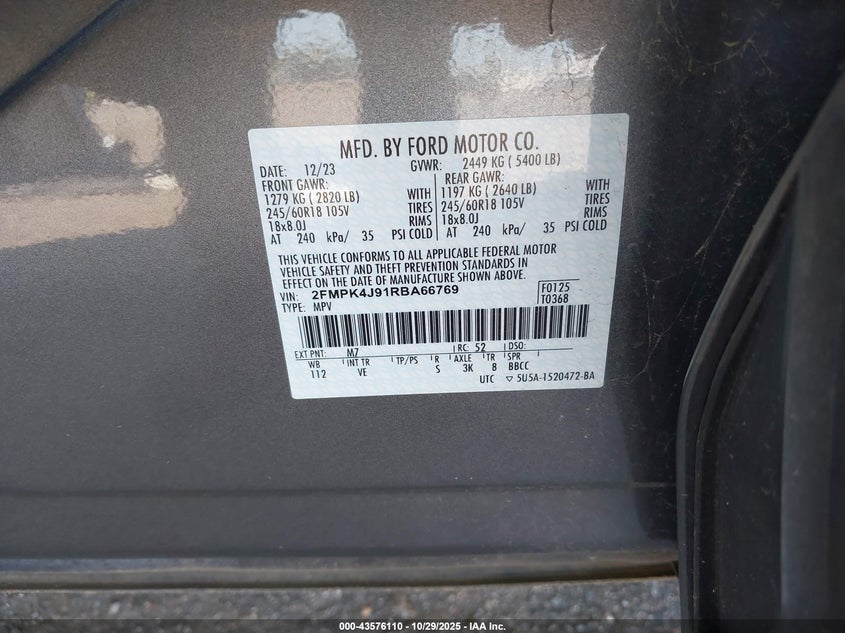 MFD. BY FORD MOTOR CO.
DATE: 12/23 GVWR: 2449 KG ( 5400 LB)
FRONT GAWR: REAR GAWR:
1279 KG ( 2820 LB) WITH 1197 KG ( 2640 LB) WITH
245/60R18 105V TIRES 245/60R18 105V TIRES
18x8.0J RIMS 18x8.0J RIMS
AT 240 kPa/ 35 PSI COLD AT 240 kPa/ 35 PSI COLD
THIS VEHICLE CONFORMS TO ALL APPLICABLE FEDERAL MOTOR
VEHICLE SAFETY AND THEFT PREVENTION STANDARDS IN
EFFECT ON THE DATE OF MANUFACTURE SHOWN ABOVE.
VIN: 2FMPK4J91RBA66769 F0125
TYPE: MPV T0368
EXT PNT: M7 RC: 52 DSO:
WB INT TR TP/PS R AXLE TR SPR
112 VE S 3K 8 BBCC
UTC ▽ 5U5A-1520472-BA
000-43576110 - 10/29/2025 - IAA Inc.